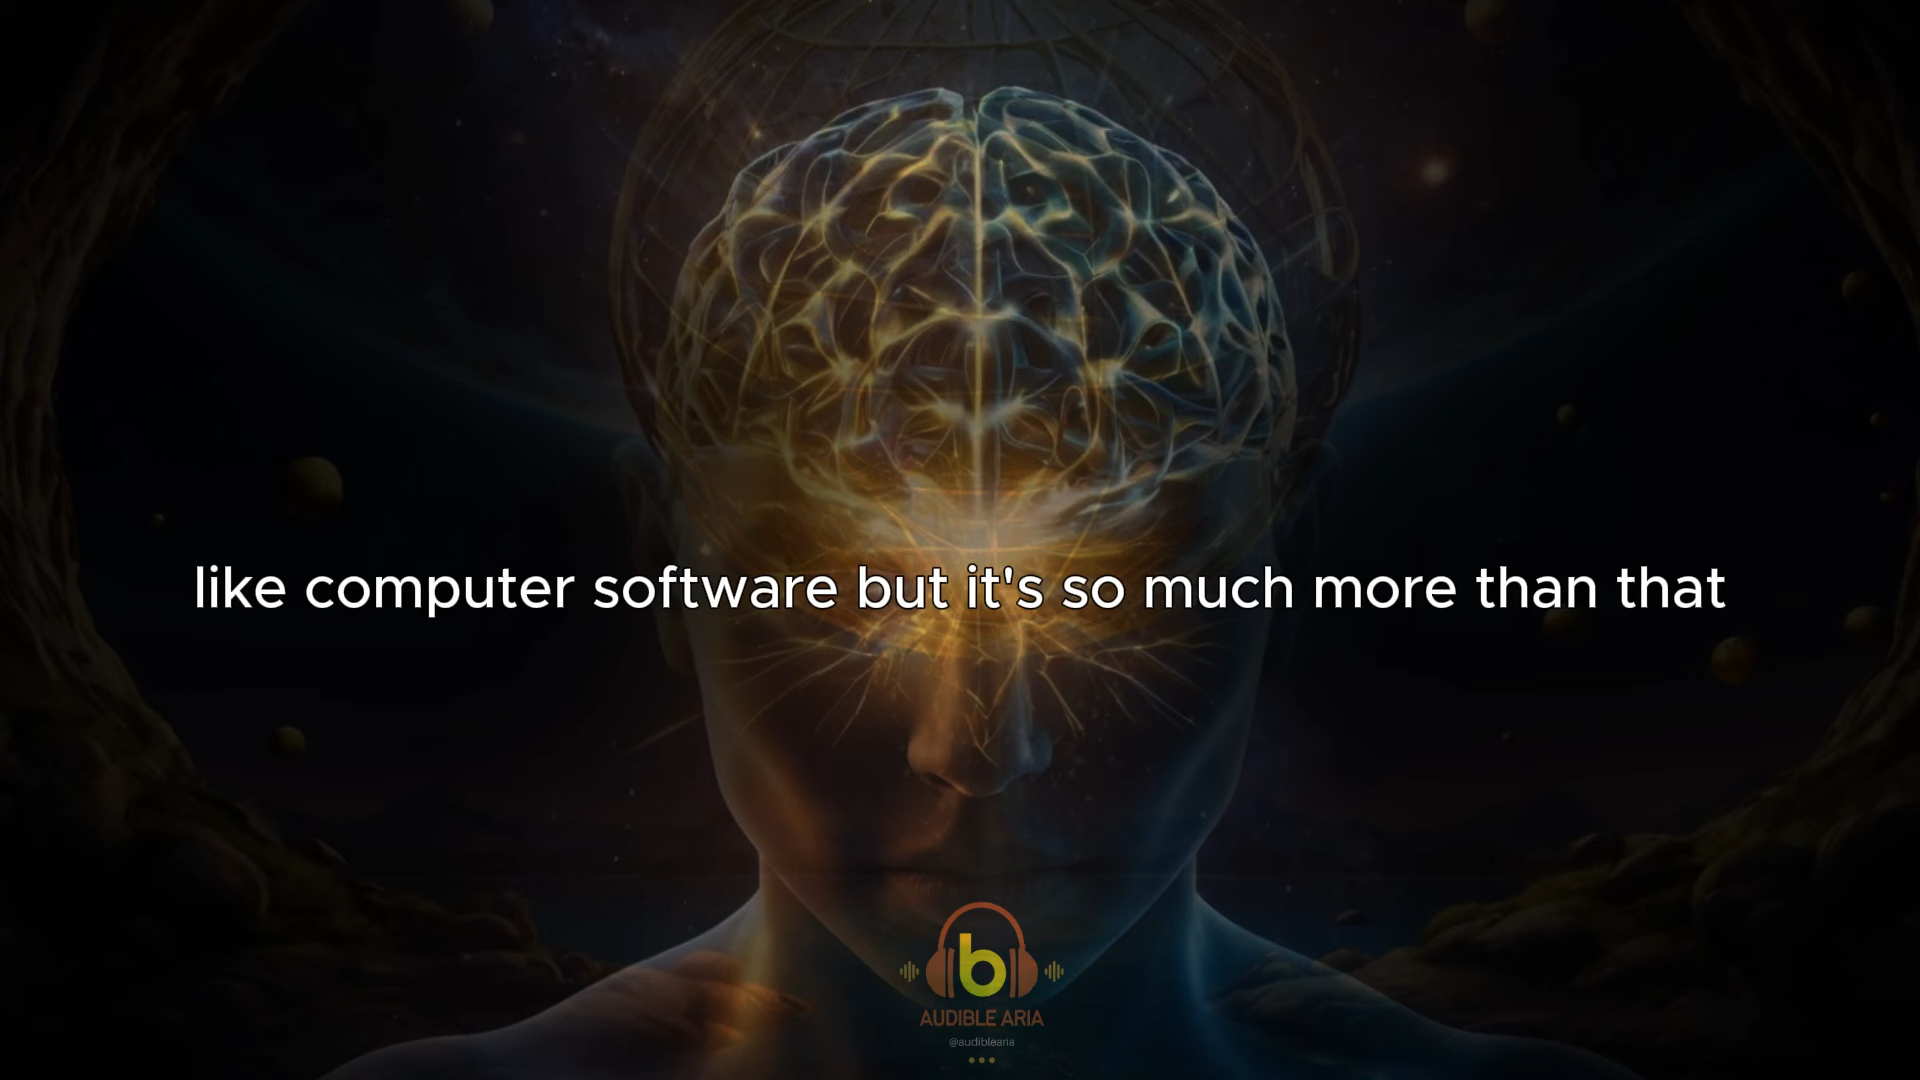 like computer software but it's so much more than that
b
AUDIBLE ARIA
@audiblearia